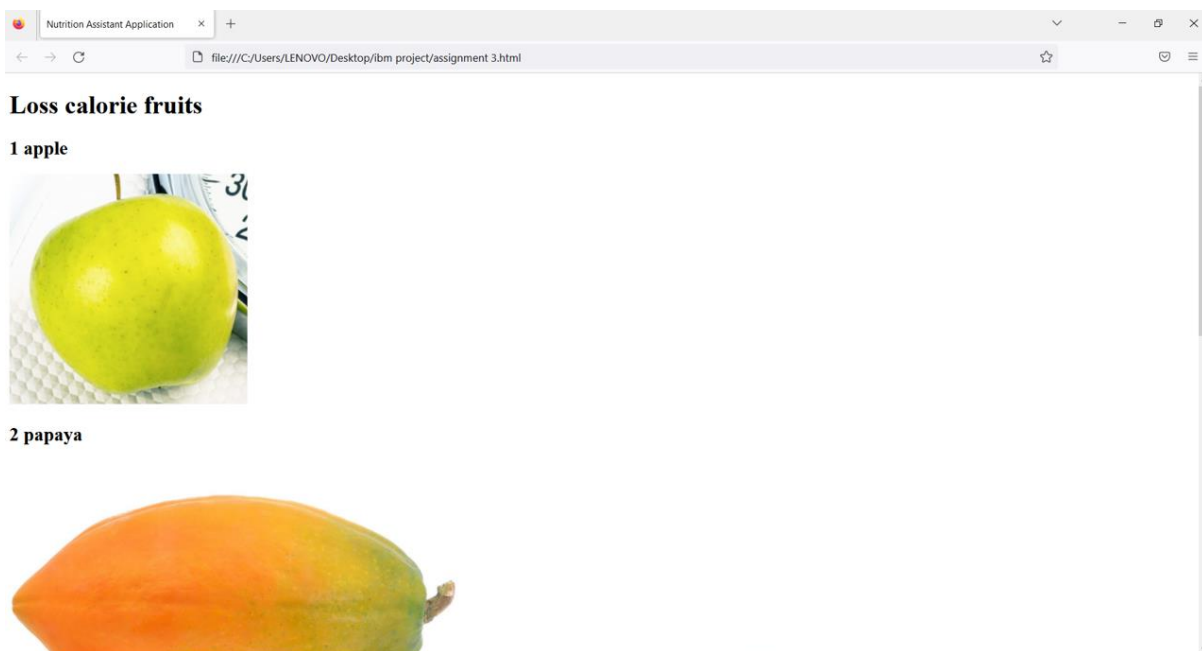 Nutrition Assistant Application
file:///C:/Users/LENOVO/Desktop/ibm project/assignment 3.html
Loss calorie fruits
1 apple
30
2 papaya